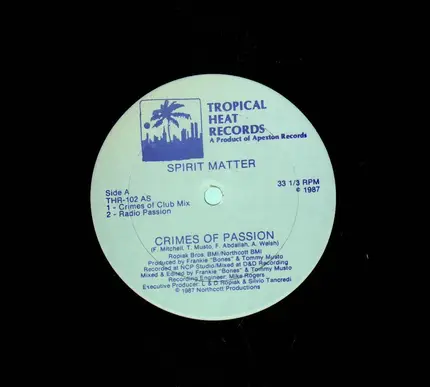 TROPICAL
HEAT
RECORDS
A Product of Apexton Records
SPIRIT MATTER
Side A
THR-102 AS
1 - Crimes of Club Mix
2 - Radio Passion
33 1/3 RPM
© 1987
CRIMES OF PASSION
(F. Mitchell, T. Musto, F. Abdallah, A. Walsh)
Ropiak Bros. BMI/Northcott BMI
Produced by Frankie "Bones" & Tommy Musto
Recorded at NCP Studio/Mixed at D&D Recording
Mixed & Edited by Frankie "Bones" & Tommy Musto
Recording Engineer: Mike Rogers
Executive Producer: L & D Ropiak & Silvio Tancredi
© 1987 Northcott Productions